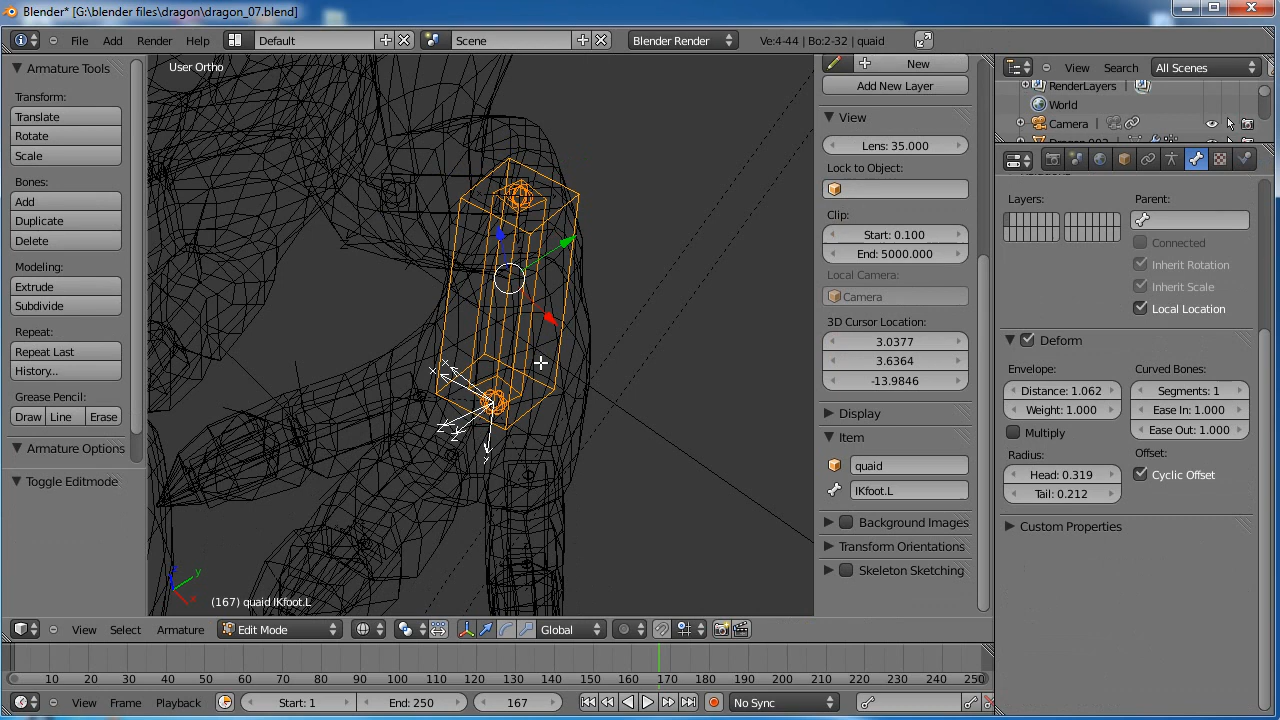 Blender* [G:\blender files\dragon\dragon_07.blend]
File Add Render Help Default Scene Blender Render Ve:4-44 | Bo:2-32 | quaid
Armature Tools
Transform:
Translate
Rotate
Scale
Bones:
Add
Duplicate
Delete
Modeling:
Extrude
Subdivide
Repeat:
Repeat Last
History...
Grease Pencil:
Draw Line Erase
Armature Options
Toggle Editmode
User Ortho
X
X
Z
Z
Y
z
y
x
(167) quaid IKfoot.L
New
Add New Layer
View
Lens: 35.000
Lock to Object:
Clip:
Start: 0.100
End: 5000.000
Local Camera:
Camera
3D Cursor Location:
3.0377
3.6364
-13.9846
Display
Item
quaid
IKfoot.L
Background Images
Transform Orientations
Skeleton Sketching
View Search All Scenes
RenderLayers
World
Camera
Layers:
Parent:
Connected
Inherit Rotation
Inherit Scale
Local Location
Deform
Envelope:
Distance: 1.062
Weight: 1.000
Multiply
Radius:
Head: 0.319
Tail: 0.212
Curved Bones:
Segments: 1
Ease In: 1.000
Ease Out: 1.000
Offset:
Cyclic Offset
Custom Properties
View Select Armature Edit Mode Global
10 20 30 40 50 60 70 80 90 100 110 120 130 140 150 160 170 180 190 200 210 220 230 240 250
View Frame Playback Start: 1 End: 250 167 No Sync